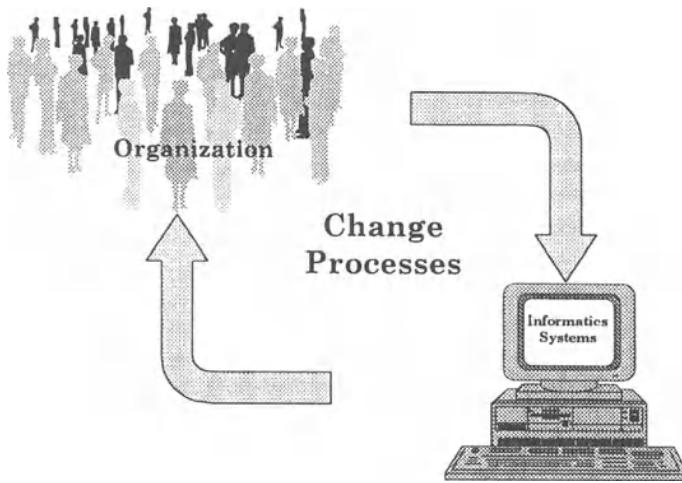 Organization
Change
Processes
Informatics
Systems